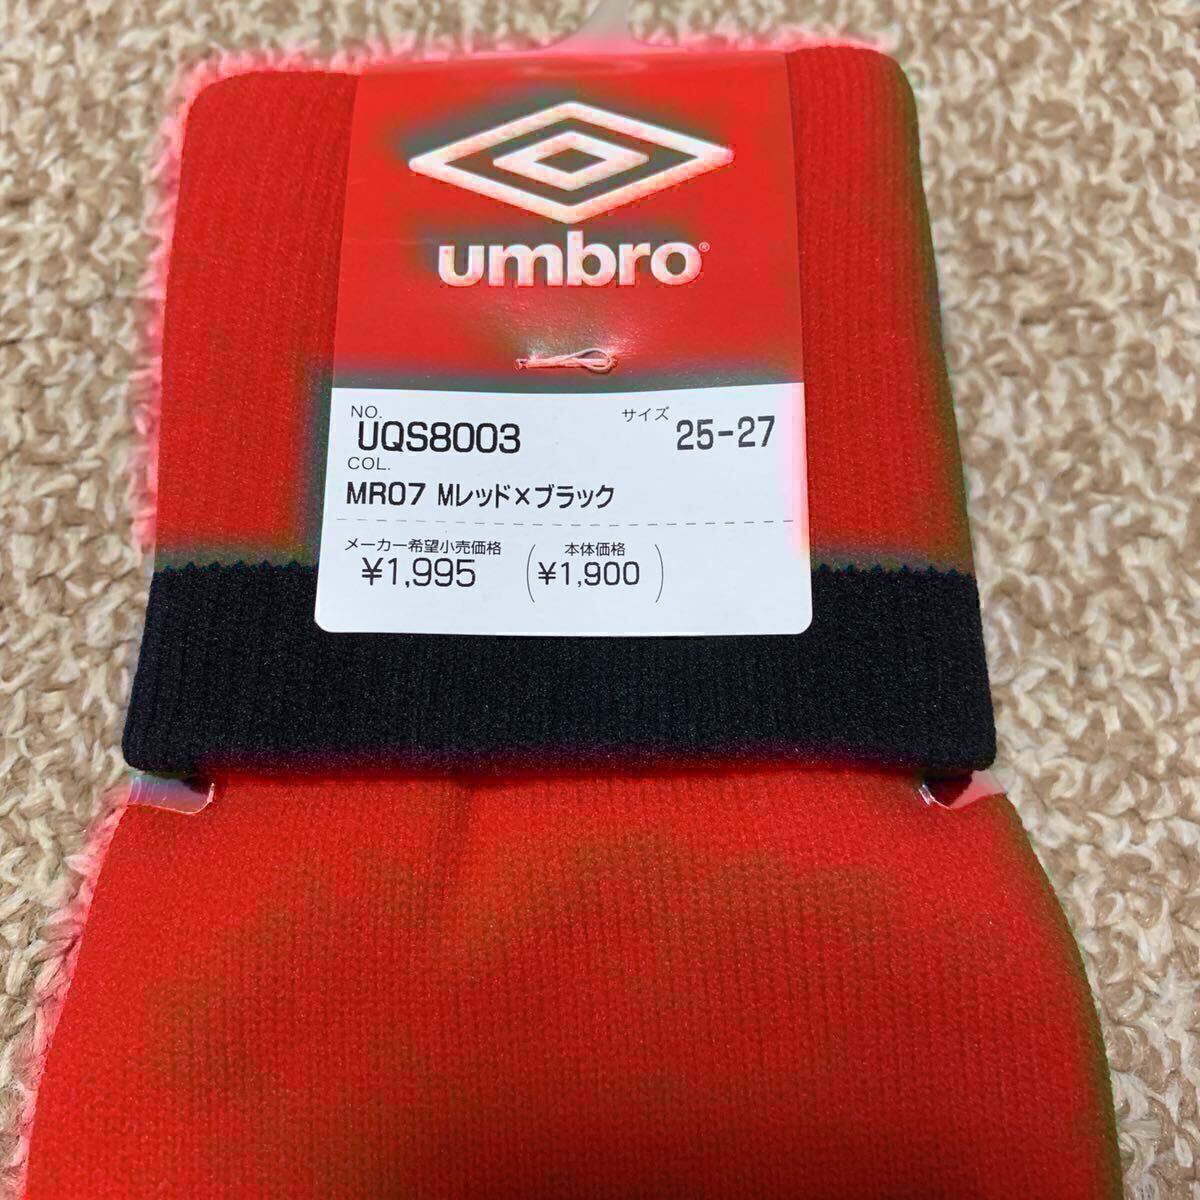 umbro®
NO. サイズ
UQS8003 25-27
COL.
MR07 Mレッド×ブラック
メーカー希望小売価格 本体価格
¥1,995 (¥1,900)